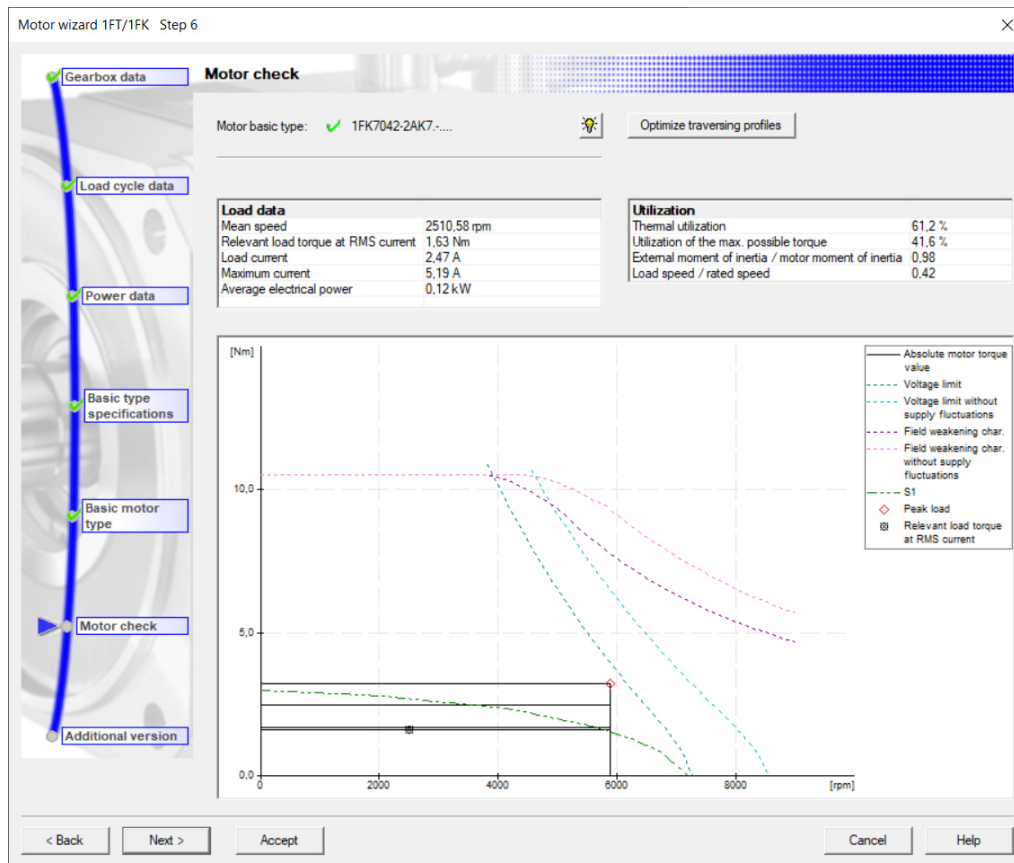 Motor wizard 1FT/1FK Step 6
Gearbox data
Load cycle data
Power data
Basic type
specifications
Basic motor
type
Motor check
Additional version
Motor check
Motor basic type: 1FK7042-2AK7.-....
Optimize traversing profiles
Load data
Mean speed 2510,58 rpm
Relevant load torque at RMS current 1,63 Nm
Load current 2,47 A
Maximum current 5,19 A
Average electrical power 0,12 kW
Utilization
Thermal utilization 61,2 %
Utilization of the max. possible torque 41,6 %
External moment of inertia / motor moment of inertia 0,98
Load speed / rated speed 0,42
[Nm]
10,0
5,0
0,0
0 2000 4000 6000 8000 [rpm]
Absolute motor torque
value
Voltage limit
Voltage limit without
supply fluctuations
Field weakening char.
Field weakening char.
without supply
fluctuations
S1
Peak load
Relevant load torque
at RMS current
< Back
Next >
Accept
Cancel
Help